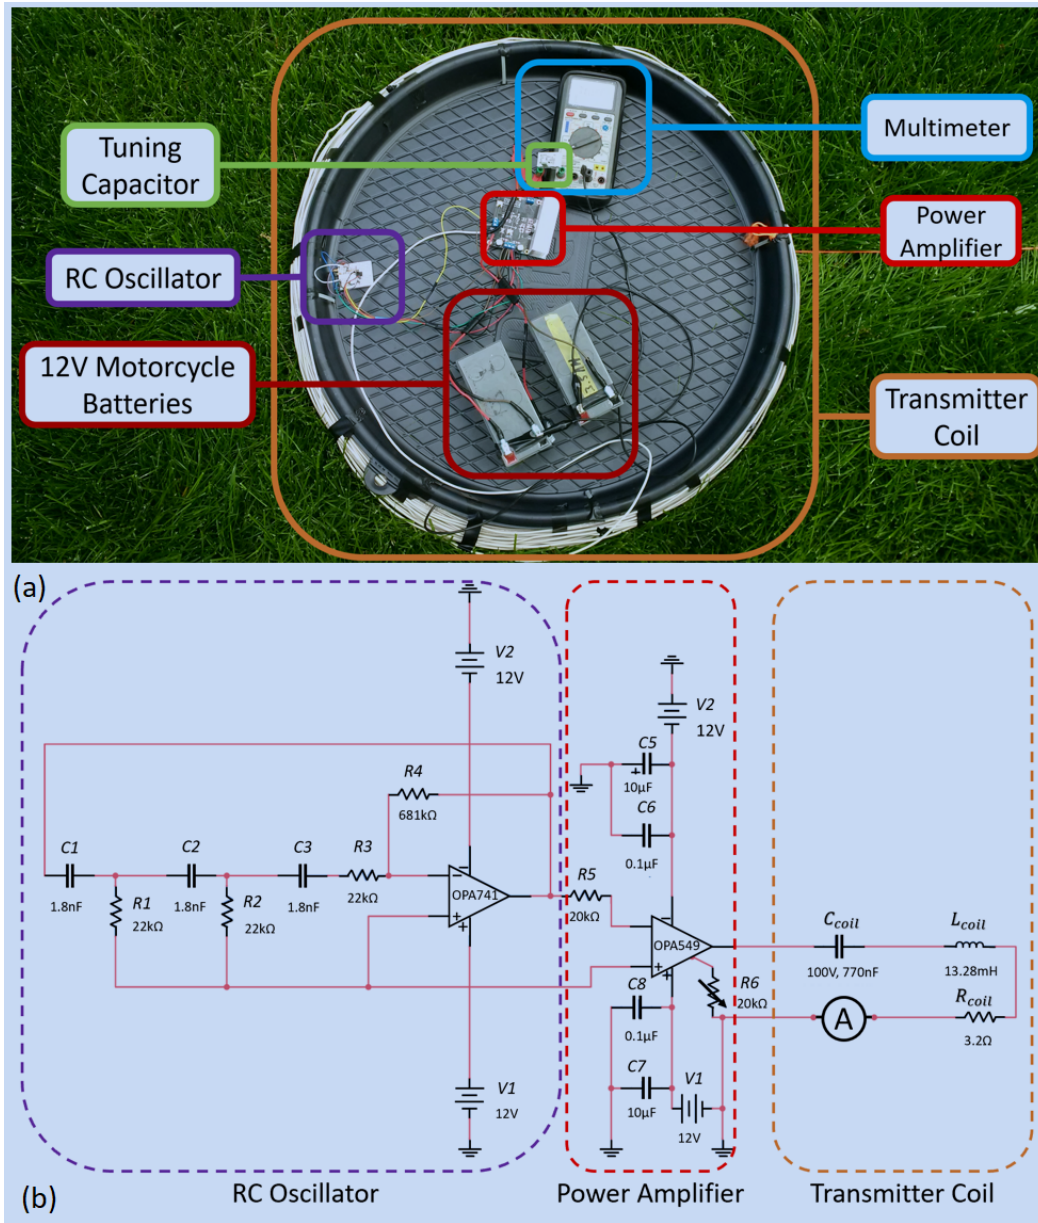 Tuning
Capacitor
Multimeter
Power
Amplifier
RC Oscillator
12V Motorcycle
Batteries
Transmitter
Coil
(a)
V2
12V
V2
12V
C5
10µF
R4
681kΩ
C6
0.1µF
C1
C2
C3
R3
R5
1.8nF
R1
22kΩ
1.8nF
R2
22kΩ
1.8nF
22kΩ
OPA741
20kΩ
OPA549
C_coil
L_coil
100V, 770nF
13.28mH
C8
0.1µF
R6
20kΩ
A
R_coil
3.2Ω
C7
10µF
V1
12V
V1
12V
(b)
RC Oscillator
Power Amplifier
Transmitter Coil